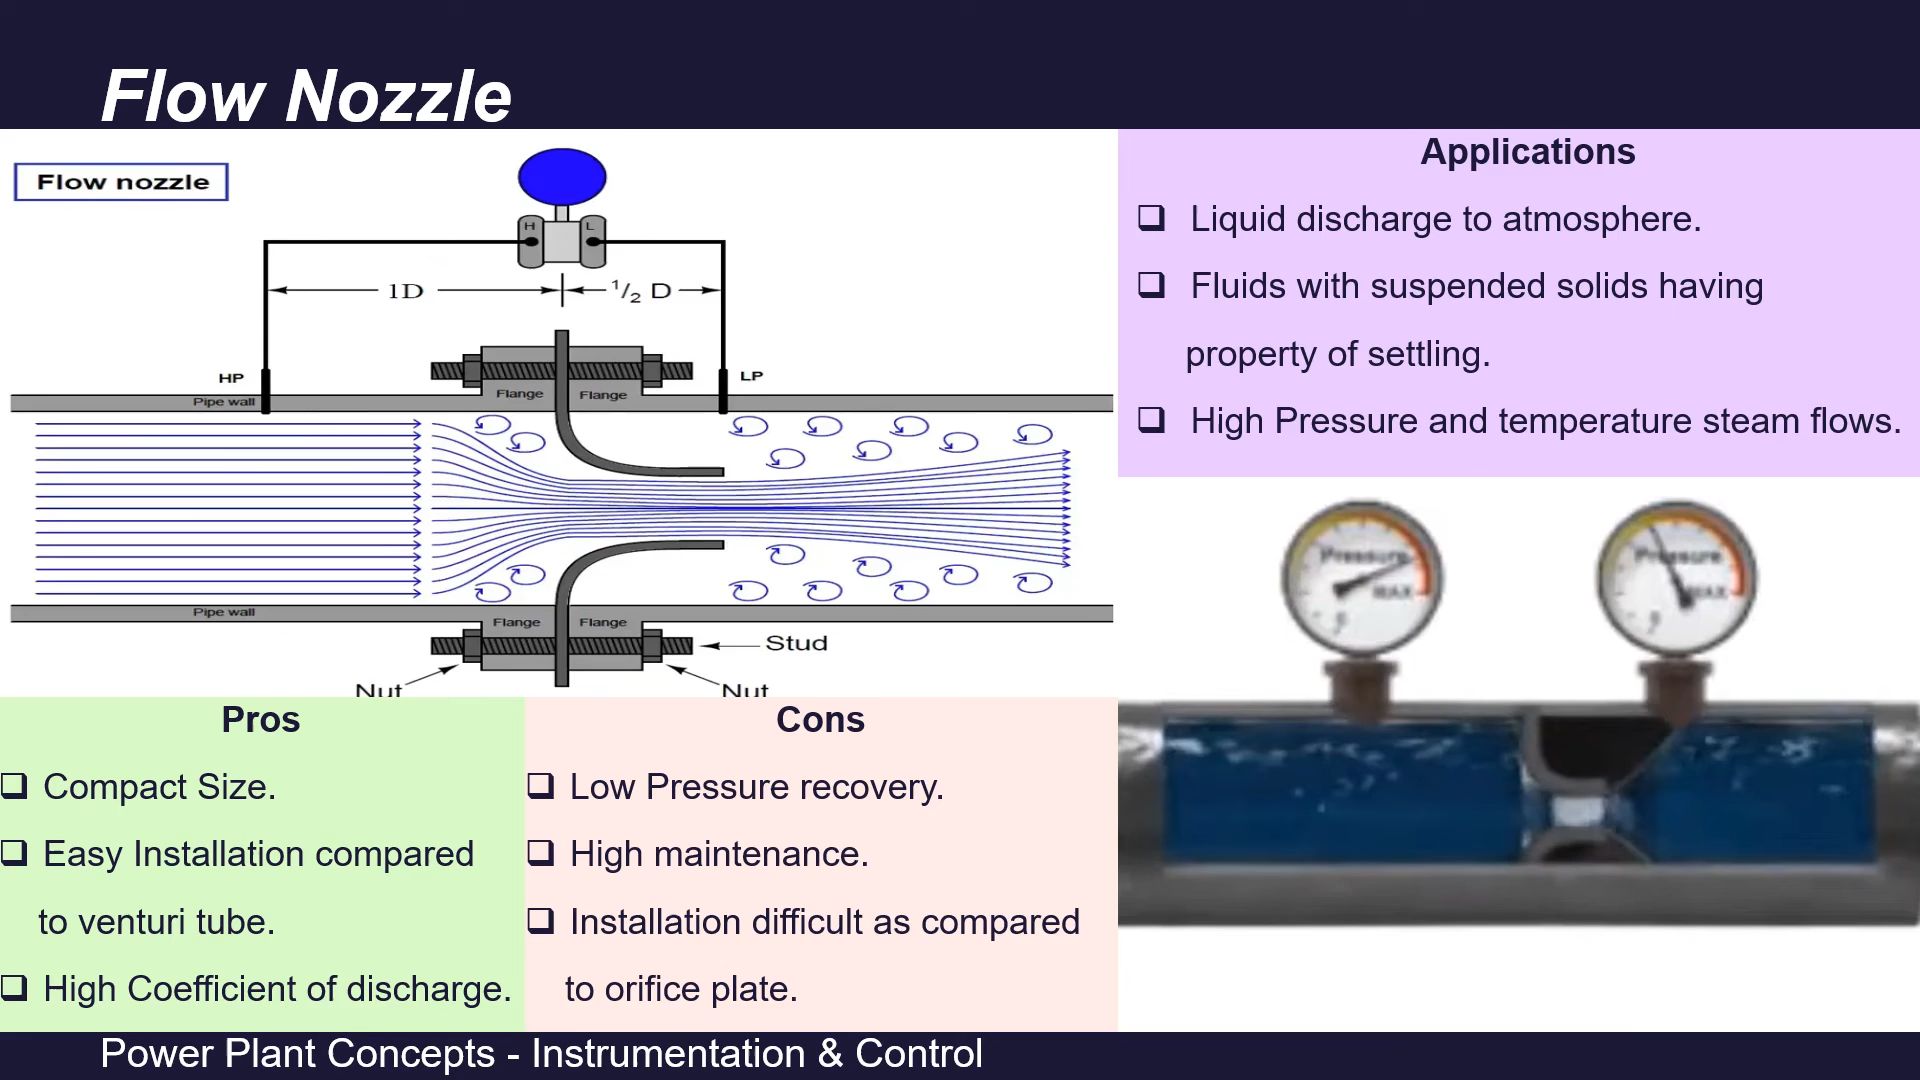 Flow Nozzle
Flow nozzle
H L
1D 1/2 D
HP LP
Pipe wall
Flange Flange
Pipe wall
Flange Flange
Stud
Nut Nut
Applications
❑ Liquid discharge to atmosphere.
❑ Fluids with suspended solids having
property of settling.
❑ High Pressure and temperature steam flows.
Pressure
MAX
Pressure
MAX
Pros
❑ Compact Size.
❑ Easy Installation compared
to venturi tube.
❑ High Coefficient of discharge.
Cons
❑ Low Pressure recovery.
❑ High maintenance.
❑ Installation difficult as compared
to orifice plate.
Power Plant Concepts - Instrumentation & Control